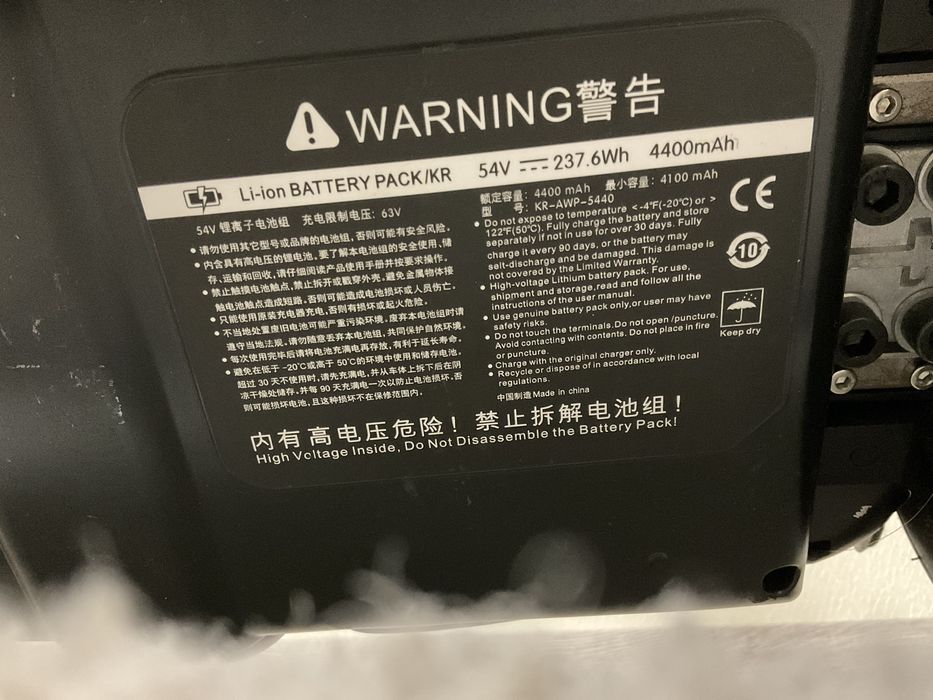 WARNING警告
Li-ion BATTERY PACK/KR 54V 237.6Wh 4400mAh
54V 锂离子电池组 充电限制电压: 63V
• 请勿使用其它型号或品牌的电池组, 否则可能有安全风险。
• 内含具有高电压的锂电池, 要了解本电池组的安全使用、储
存、运输和回收, 请仔细阅读产品使用手册并按要求操作。
• 禁止触摸电池触点, 禁止拆开或戳穿外壳, 避免金属物体接
触电池触点造成短路, 否则可能造成电池损坏或人员伤亡。
• 只能使用原装充电器充电, 否则有损坏或起火危险。
• 不当地处置废旧电池可能严重污染环境, 废弃本电池组时请
遵守当地法规, 请勿随意丢弃本电池组, 共同保护自然环境。
• 每次使用完毕后请将电池充满电再存放, 有利于延长寿命。
• 避免在低于 -20℃或高于 50℃的环境中使用和储存电池,
超过 30 天不使用时, 请先充满电, 并从车体上拆下后在阴
凉干燥处储存, 并每 90 天充满电一次以防止电池损坏, 否
则可能损坏电池, 且这种损坏不在保修范围内。
额定容量: 4400 mAh 最小容量: 4100 mAh
型 号: KR-AWP-5440
• Do not expose to temperature <-4°F(-20°C) or >
122°F(50°C). Fully charge the battery and store
separately if not in use for over 30 days. Fully
charge it every 90 days, or the battery may
self-discharge and be damaged. This damage is
not covered by the Limited Warranty.
• High-voltage Lithium battery pack. For use,
shipment and storage,read and follow all the
instructions of the user manual.
• Use genuine battery pack only,or user may have
safety risks.
• Do not touch the terminals.Do not open /puncture.
Avoid contacting with contents. Do not place in fire
or puncture.
• Charge with the original charger only.
• Recycle or dispose of in accordance with local
regulations.
中国制造 Made in china
CE
10
Keep dry
内有高电压危险！禁止拆解电池组！
High Voltage Inside, Do Not Disassemble the Battery Pack!